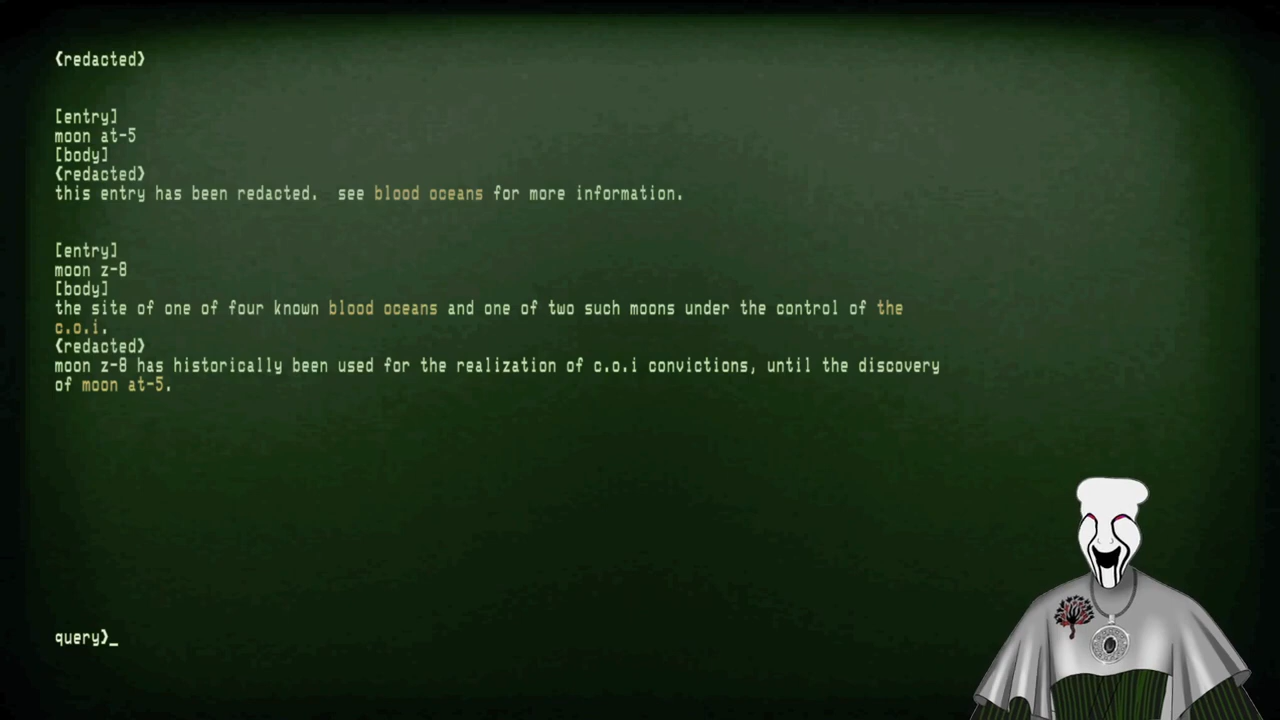 {redacted}
[entry]
moon at-5
[body]
{redacted}
this entry has been redacted.  see blood oceans for more information.
[entry]
moon z-8
[body]
the site of one of four known blood oceans and one of two such moons under the control of the
c.o.i.
{redacted}
moon z-8 has historically been used for the realization of c.o.i convictions, until the discovery
of moon at-5.
query}_